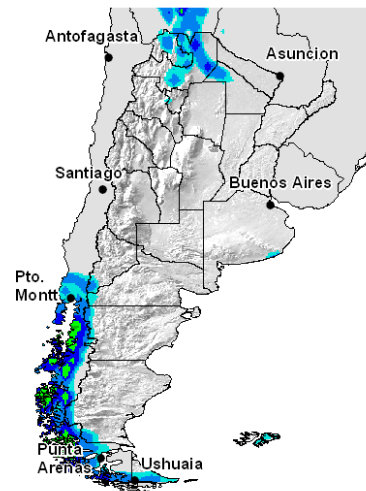 Antofagasta
Asuncion
Santiago
Buenos Aires
Pto.
Montt
Punta
Arenas
Ushuaia